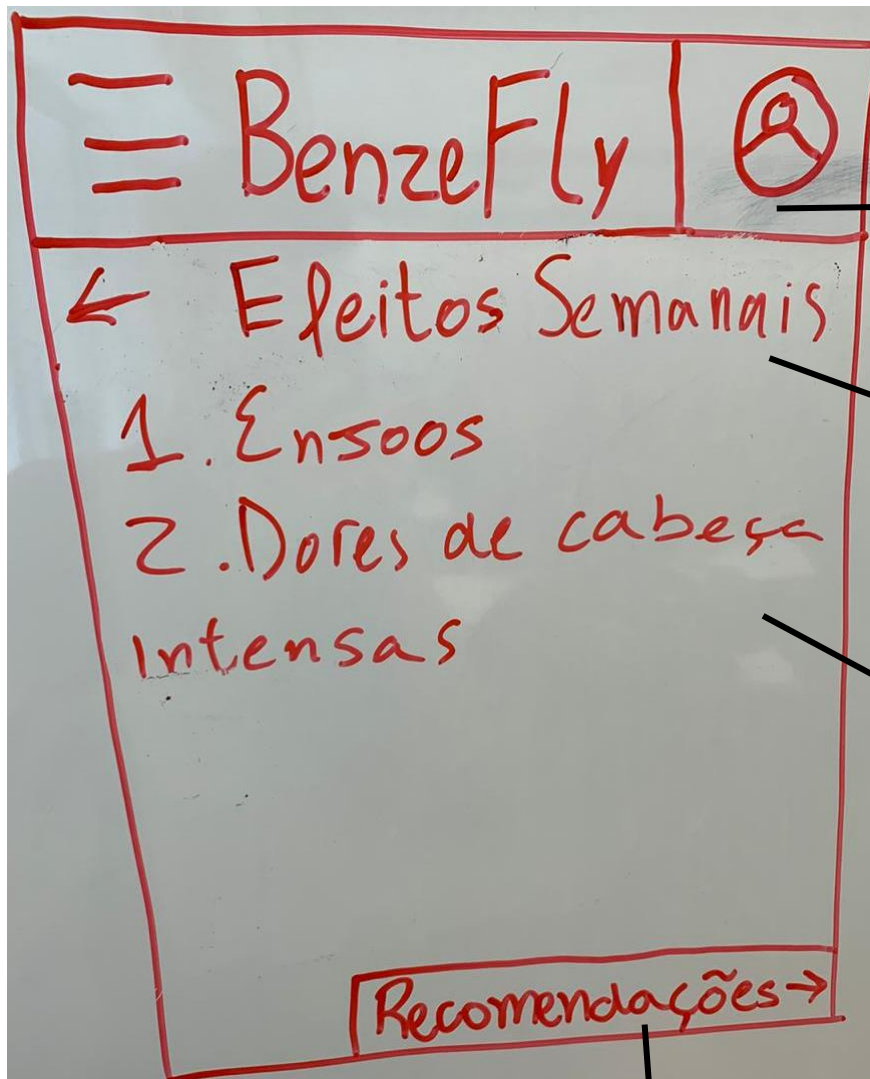 BenzeFly
← Efeitos Semanais
1. Enjoos
2. Dores de cabeça
intensas
Recomendações →